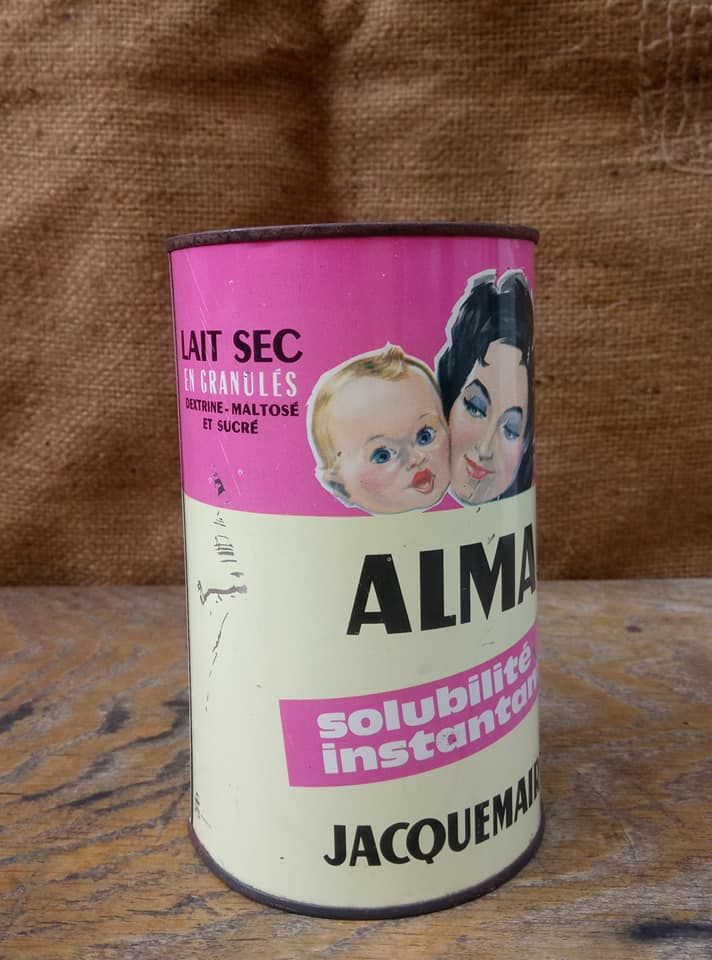 LAIT SEC
EN GRANULÉS
DEXTRINE-MALTOSÉ
ET SUCRÉ
ALMA
solubilité
instantan
JACQUEMAIR